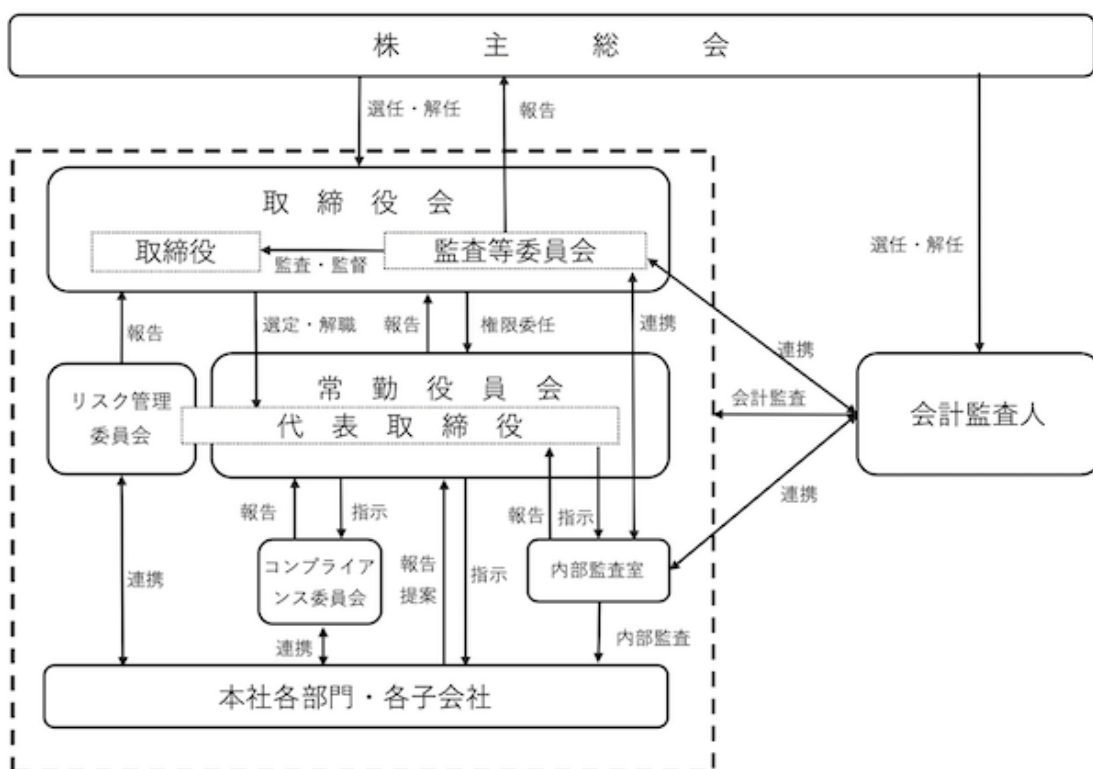 株主総会
選任・解任
報告
取締役会
取締役
監査等委員会
監査・監督
選任・解任
報告
選定・解職
報告
権限委任
連携
連携
リスク管理
委員会
常勤役員会
代表取締役
会計監査
会計監査人
報告
指示
報告
指示
連携
連携
コンプライア
ンス委員会
報告
提案
指示
内部監査室
連携
内部監査
本社各部門・各子会社